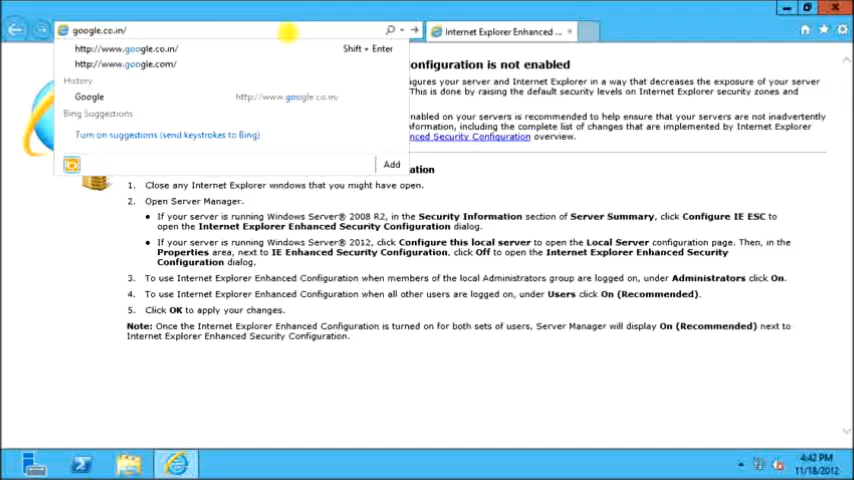 google.co.in/
Internet Explorer Enhanced ...
http://www.google.co.in/ Shift + Enter
http://www.google.com/
History
Google http://www.google.co.in/
Bing Suggestions
Turn on suggestions (send keystrokes to Bing)
Add
onfiguration is not enabled
igures your server and Internet Explorer in a way that decreases the exposure of your server
This is done by raising the default security levels on Internet Explorer security zones and
enabled on your servers is recommended to help ensure that your servers are not inadvertently
formation, including the complete list of changes that are implemented by Internet Explorer
nced Security Configuration overview.
ation
1. Close any Internet Explorer windows that you might have open.
2. Open Server Manager.
• If your server is running Windows Server® 2008 R2, in the Security Information section of Server Summary, click Configure IE ESC to
open the Internet Explorer Enhanced Security Configuration dialog.
• If your server is running Windows Server® 2012, click Configure this local server to open the Local Server configuration page. Then, in the
Properties area, next to IE Enhanced Security Configuration, click Off to open the Internet Explorer Enhanced Security
Configuration dialog.
3. To use Internet Explorer Enhanced Configuration when members of the local Administrators group are logged on, under Administrators click On.
4. To use Internet Explorer Enhanced Configuration when all other users are logged on, under Users click On (Recommended).
5. Click OK to apply your changes.
Note: Once the Internet Explorer Enhanced Configuration is turned on for both sets of users, Server Manager will display On (Recommended) next to
Internet Explorer Enhanced Security Configuration.
4:42 PM
11/18/2012